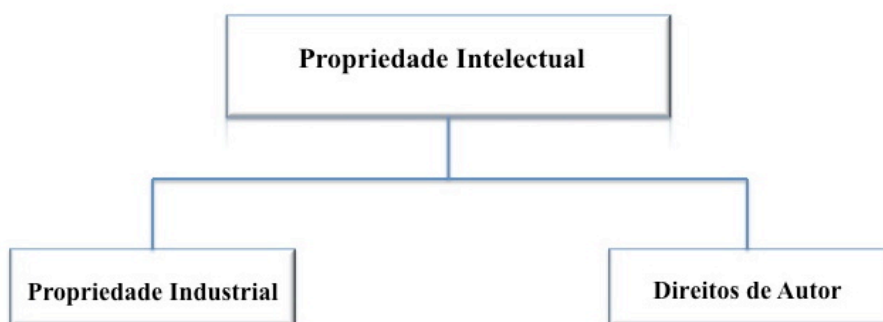 Propriedade Intelectual
Propriedade Industrial
Direitos de Autor